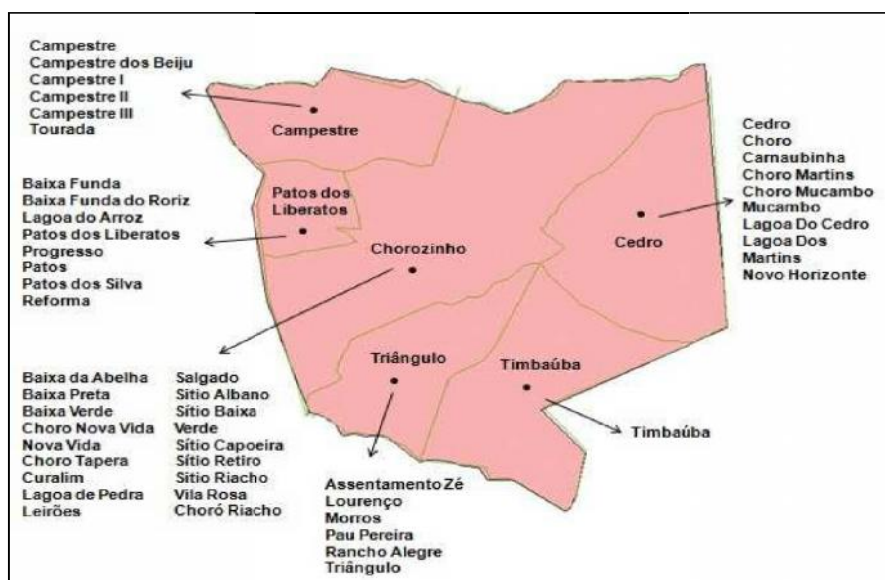 Campestre
Campestre dos Beiju
Campestre I
Campestre II
Campestre III
Tourada
Campestre
Baixa Funda
Baixa Funda do Roriz
Lagoa do Arroz
Patos dos Liberatos
Progresso
Patos
Patos dos Silva
Reforma
Patos dos
Liberatos
Chorozinho
Cedro
Cedro
Choro
Carnaubinha
Choro Martins
Choro Mucambo
Mucambo
Lagoa Do Cedro
Lagoa Dos
Martins
Novo Horizonte
Triângulo
Timbaúba
Timbaúba
Baixa da Abelha
Baixa Preta
Baixa Verde
Choro Nova Vida
Nova Vida
Choro Tapera
Curalim
Lagoa de Pedra
Leirões
Salgado
Sitio Albano
Sítio Baixa
Verde
Sítio Capoeira
Sítio Retiro
Sitio Riacho
Vila Rosa
Choró Riacho
Assentamento Zé
Lourenço
Morros
Pau Pereira
Rancho Alegre
Triângulo